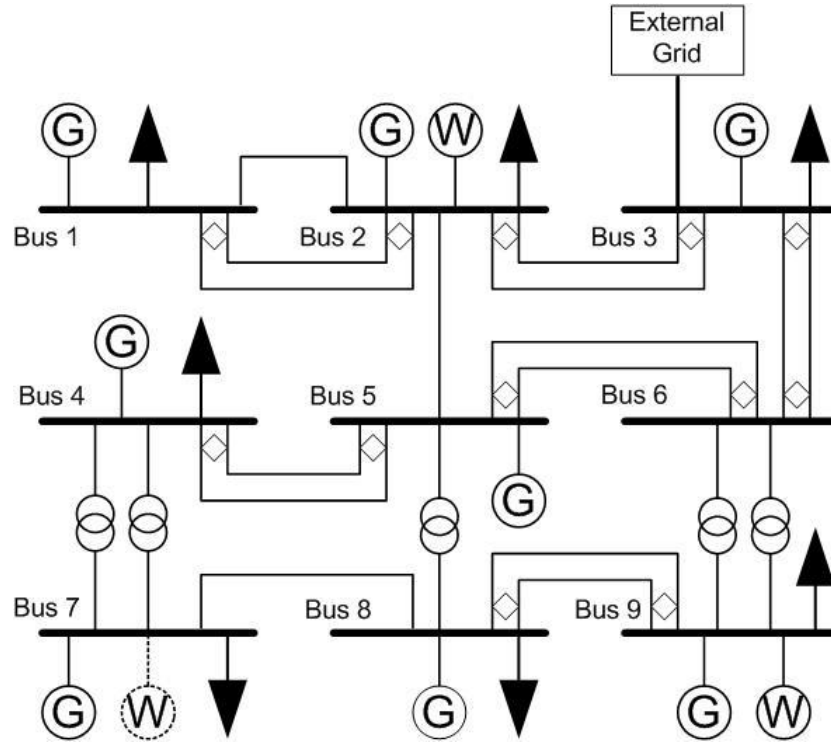 External
Grid
G
G
W
G
Bus 1
Bus 2
Bus 3
G
Bus 4
Bus 5
Bus 6
G
Bus 7
Bus 8
Bus 9
G
W
G
G
W